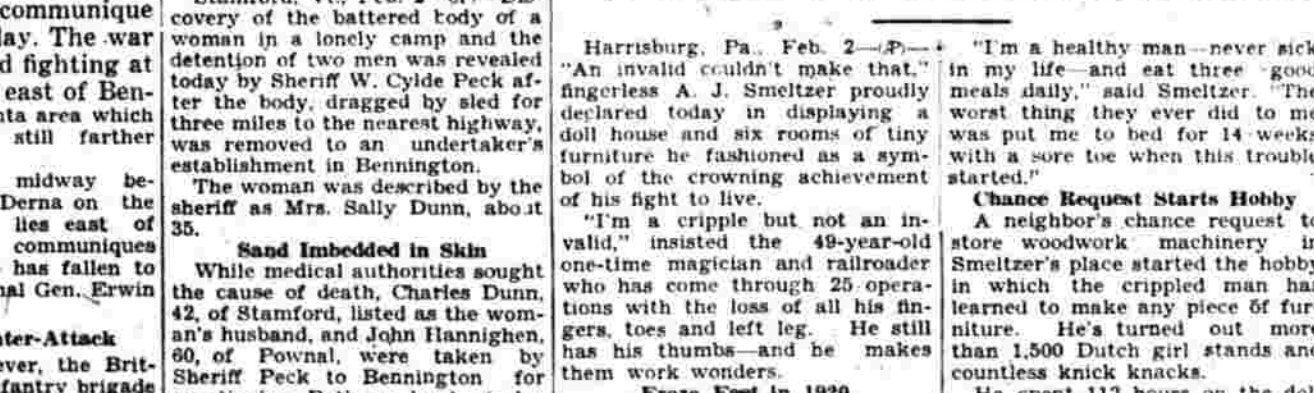 communique
lay. The war
d fighting at
east of Ben-
nta area which
still farther
midway be-
Derna on the
lies east of
communiques
has fallen to
nal Gen. Erwin
ter-Attack
ever, the Brit-
fantry brigade
covery of the battered body of a
woman in a lonely camp and the
detention of two men was revealed
today by Sheriff W. Cylde Peck af-
ter the body, dragged by sled for
three miles to the nearest highway,
was removed to an undertaker's
establishment in Bennington.
The woman was described by the
sheriff as Mrs. Sally Dunn, about
35.
Sand Imbedded in Skin
While medical authorities sought
the cause of death, Charles Dunn,
42, of Stamford, listed as the wom-
an's husband, and John Hannighen,
60, of Pownal, were taken by
Sheriff Peck to Bennington for
Harrisburg, Pa., Feb. 2—(AP)—
"An invalid couldn't make that,"
fingerless A. J. Smeltzer proudly
declared today in displaying a
doll house and six rooms of tiny
furniture he fashioned as a sym-
bol of the crowning achievement
of his fight to live.
"I'm a cripple but not an in-
valid," insisted the 49-year-old
one-time magician and railroader
who has come through 25 opera-
tions with the loss of all his fin-
gers, toes and left leg. He still
has his thumbs—and he makes
them work wonders.
"I'm a healthy man—never sick
in my life—and eat three good
meals daily," said Smeltzer. "The
worst thing they ever did to me
was put me to bed for 14 weeks
with a sore toe when this trouble
started."
Chance Request Starts Hobby
A neighbor's chance request to
store woodwork machinery in
Smeltzer's place started the hobby
in which the crippled man has
learned to make any piece of fur-
niture. He's turned out more
than 1,500 Dutch girl stands and
countless knick knacks.